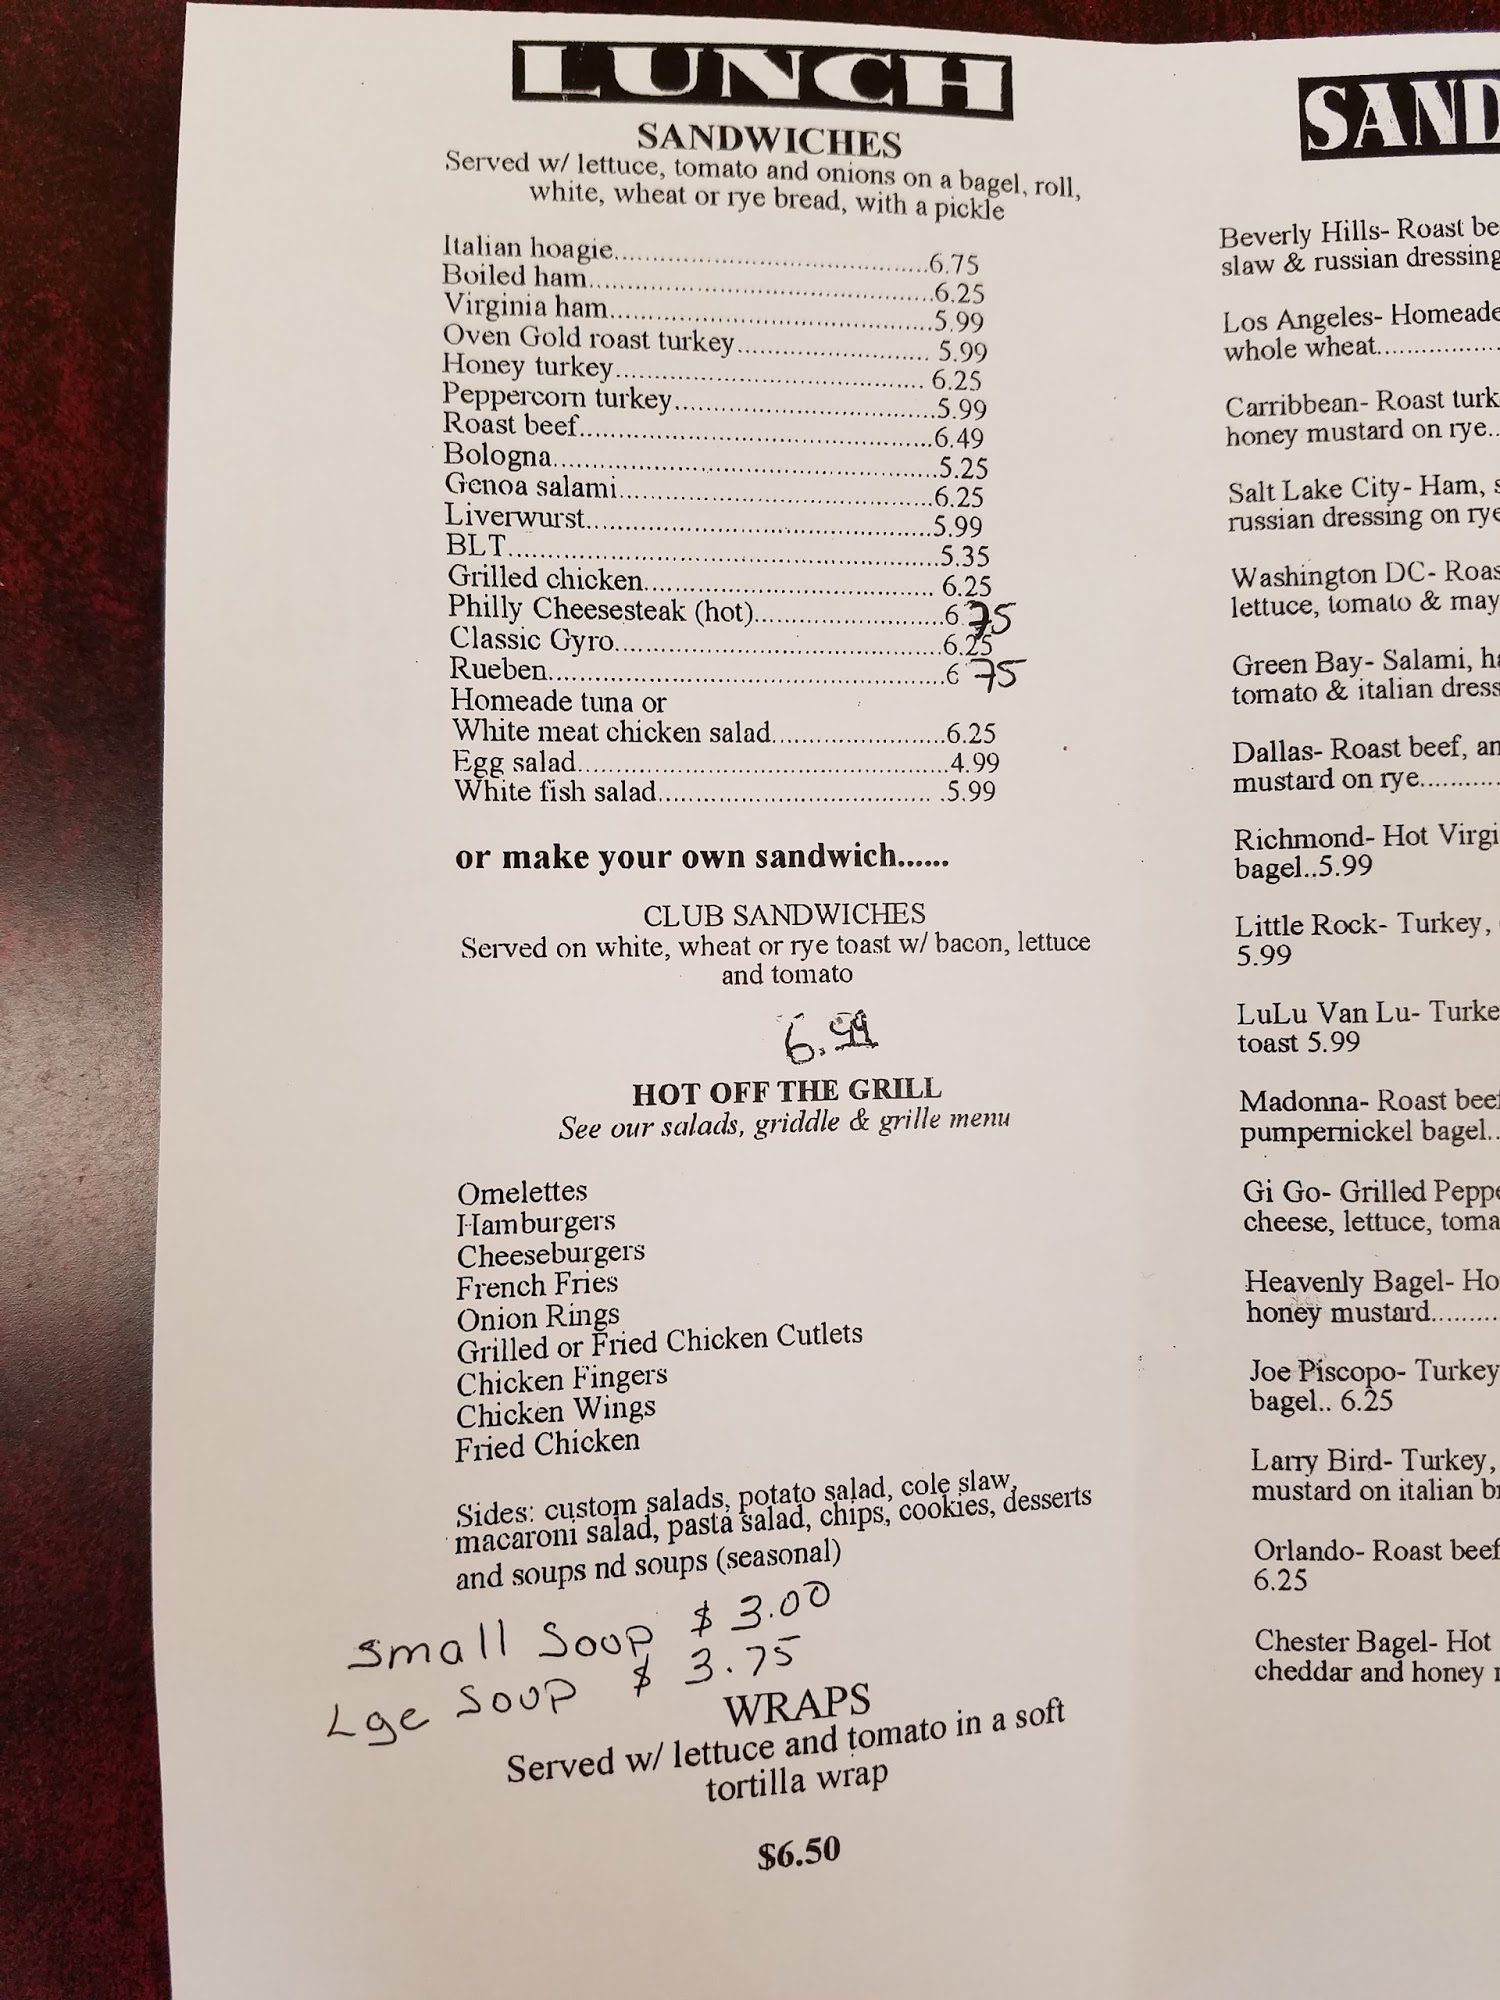 LUNCH
SANDWICHES
Served w/ lettuce, tomato and onions on a bagel, roll,
white, wheat or rye bread, with a pickle
Italian hoagie..........6.75
Boiled ham..........6.25
Virginia ham..........5.99
Oven Gold roast turkey.......... 5.99
Honey turkey.......... 6.25
Peppercorn turkey..........5.99
Roast beef..........6.49
Bologna..........5.25
Genoa salami..........6.25
Liverwurst..........5.99
BLT..........5.35
Grilled chicken.......... 6.25
Philly Cheesesteak (hot)..........6.75
Classic Gyro..........6.25
Rueben..........6 75
Homeade tuna or
White meat chicken salad..........6.25
Egg salad..........4.99
White fish salad.......... .5.99
or make your own sandwich......
CLUB SANDWICHES
Served on white, wheat or rye toast w/ bacon, lettuce
and tomato
6.99
HOT OFF THE GRILL
See our salads, griddle & grille menu
Omelettes
Hamburgers
Cheeseburgers
French Fries
Onion Rings
Grilled or Fried Chicken Cutlets
Chicken Fingers
Chicken Wings
Fried Chicken
Sides: custom salads, potato salad, cole slaw,
macaroni salad, pasta salad, chips, cookies, desserts
and soups nd soups (seasonal)
Small Soup $ 3.00
Lge Soup $ 3.75
WRAPS
Served w/ lettuce and tomato in a soft
tortilla wrap
$6.50
SAND
Beverly Hills- Roast be
slaw & russian dressing
Los Angeles- Homeade
whole wheat..........
Carribbean- Roast turk
honey mustard on rye..
Salt Lake City- Ham, s
russian dressing on rye
Washington DC- Roas
lettuce, tomato & may
Green Bay- Salami, ha
tomato & italian dress
Dallas- Roast beef, an
mustard on rye..........
Richmond- Hot Virgi
bagel..5.99
Little Rock- Turkey,
5.99
LuLu Van Lu- Turke
toast 5.99
Madonna- Roast beef
pumpernickel bagel..
Gi Go- Grilled Peppe
cheese, lettuce, toma
Heavenly Bagel- Ho
honey mustard.........
Joe Piscopo- Turkey
bagel.. 6.25
Larry Bird- Turkey,
mustard on italian br
Orlando- Roast beef
6.25
Chester Bagel- Hot
cheddar and honey